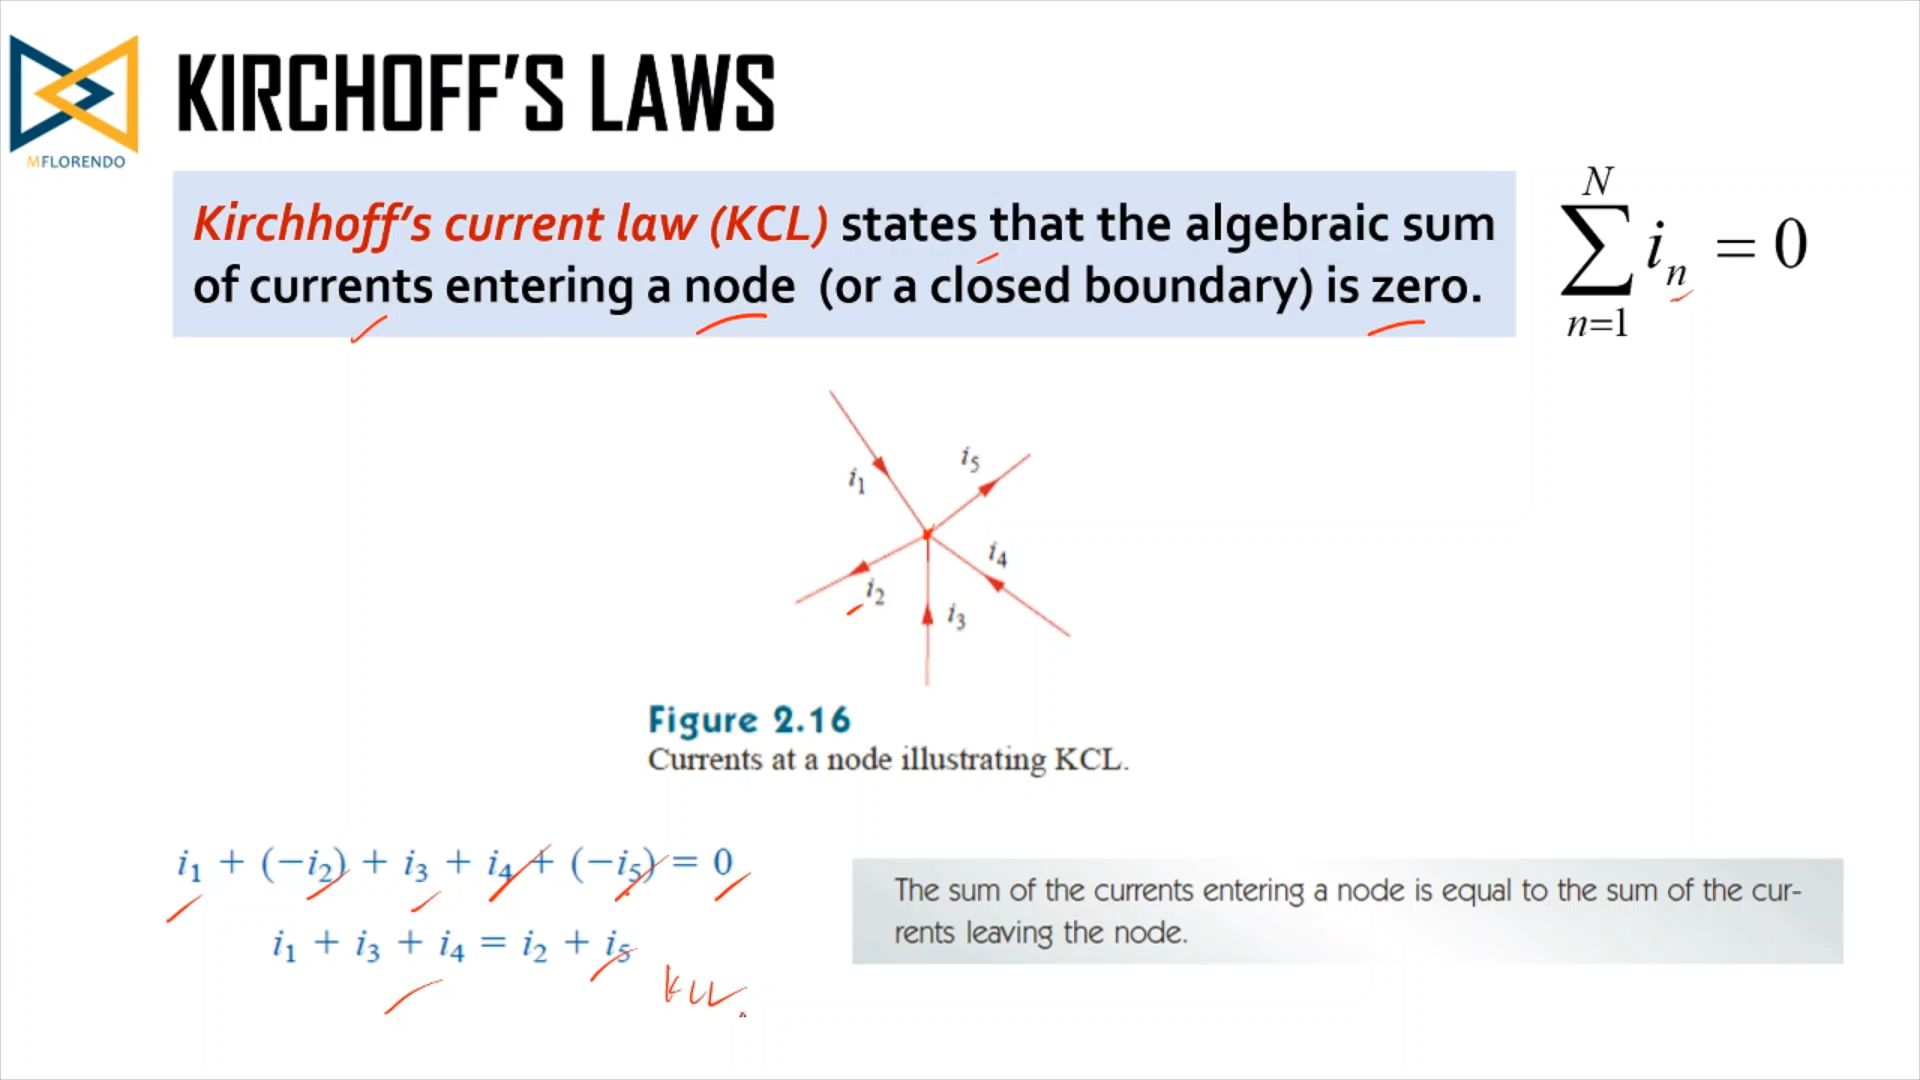 KIRCHOFF'S LAWS
MFLORENDO
Kirchhoff's current law (KCL) states that the algebraic sum
of currents entering a node (or a closed boundary) is zero.
N
∑ iₙ = 0
n=1
i₁
i₅
i₄
i₂
i₃
Figure 2.16
Currents at a node illustrating KCL.
i₁ + (−i₂) + i₃ + i₄ + (−i₅) = 0
i₁ + i₃ + i₄ = i₂ + i₅
KCL
The sum of the currents entering a node is equal to the sum of the cur-
rents leaving the node.